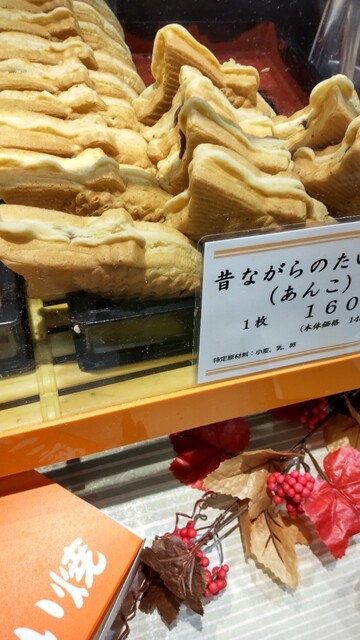 昔ながらのたい
(あんこ)
1枚 160
(本体価格 14
特定原材料：小麦、乳、卵
い焼